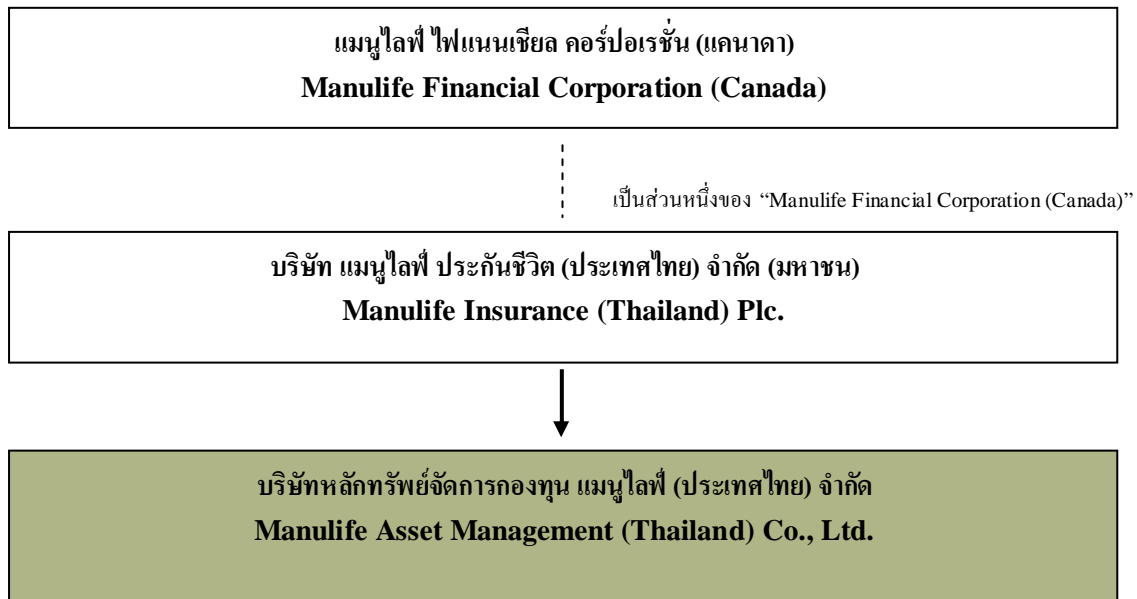 แมนูไลฟ์ ไฟแนนเชียล คอร์ปอเรชั่น (แคนาดา)
Manulife Financial Corporation (Canada)
เป็นส่วนหนึ่งของ “Manulife Financial Corporation (Canada)”
บริษัท แมนูไลฟ์ ประกันชีวิต (ประเทศไทย) จำกัด (มหาชน)
Manulife Insurance (Thailand) Plc.
บริษัทหลักทรัพย์จัดการกองทุน แมนูไลฟ์ (ประเทศไทย) จำกัด
Manulife Asset Management (Thailand) Co., Ltd.